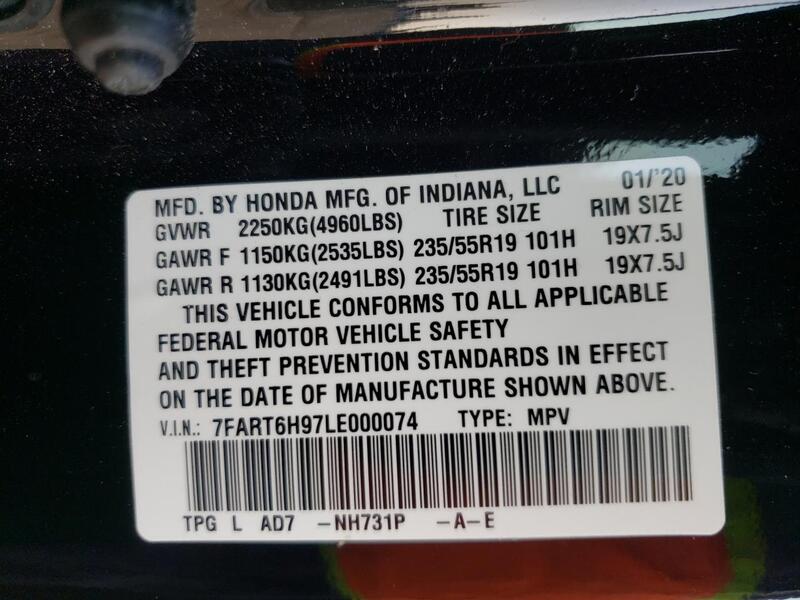 MFD. BY HONDA MFG. OF INDIANA, LLC 01/'20
GVWR 2250KG(4960LBS) TIRE SIZE RIM SIZE
GAWR F 1150KG(2535LBS) 235/55R19 101H 19X7.5J
GAWR R 1130KG(2491LBS) 235/55R19 101H 19X7.5J
THIS VEHICLE CONFORMS TO ALL APPLICABLE
FEDERAL MOTOR VEHICLE SAFETY
AND THEFT PREVENTION STANDARDS IN EFFECT
ON THE DATE OF MANUFACTURE SHOWN ABOVE.
V.I.N.: 7FART6H97LE000074 TYPE: MPV
TPG L AD7 -NH731P -A-E